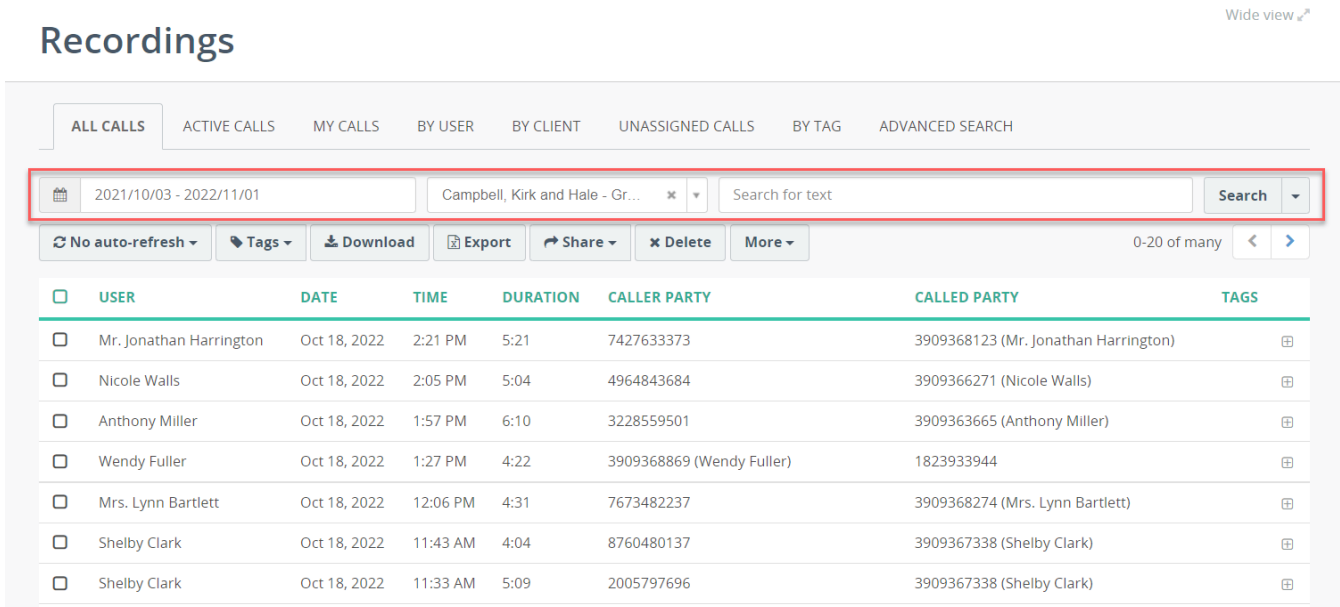 Wide view
Recordings
ALL CALLS ACTIVE CALLS MY CALLS BY USER BY CLIENT UNASSIGNED CALLS BY TAG ADVANCED SEARCH
2021/10/03 - 2022/11/01 Campbell, Kirk and Hale - Gr... Search for text Search
No auto-refresh Tags Download Export Share Delete More 0-20 of many
USER DATE TIME DURATION CALLER PARTY CALLED PARTY TAGS
Mr. Jonathan Harrington Oct 18, 2022 2:21 PM 5:21 7427633373 3909368123 (Mr. Jonathan Harrington)
Nicole Walls Oct 18, 2022 2:05 PM 5:04 4964843684 3909366271 (Nicole Walls)
Anthony Miller Oct 18, 2022 1:57 PM 6:10 3228559501 3909363665 (Anthony Miller)
Wendy Fuller Oct 18, 2022 1:27 PM 4:22 3909368869 (Wendy Fuller) 1823933944
Mrs. Lynn Bartlett Oct 18, 2022 12:06 PM 4:31 7673482237 3909368274 (Mrs. Lynn Bartlett)
Shelby Clark Oct 18, 2022 11:43 AM 4:04 8760480137 3909367338 (Shelby Clark)
Shelby Clark Oct 18, 2022 11:33 AM 5:09 2005797696 3909367338 (Shelby Clark)